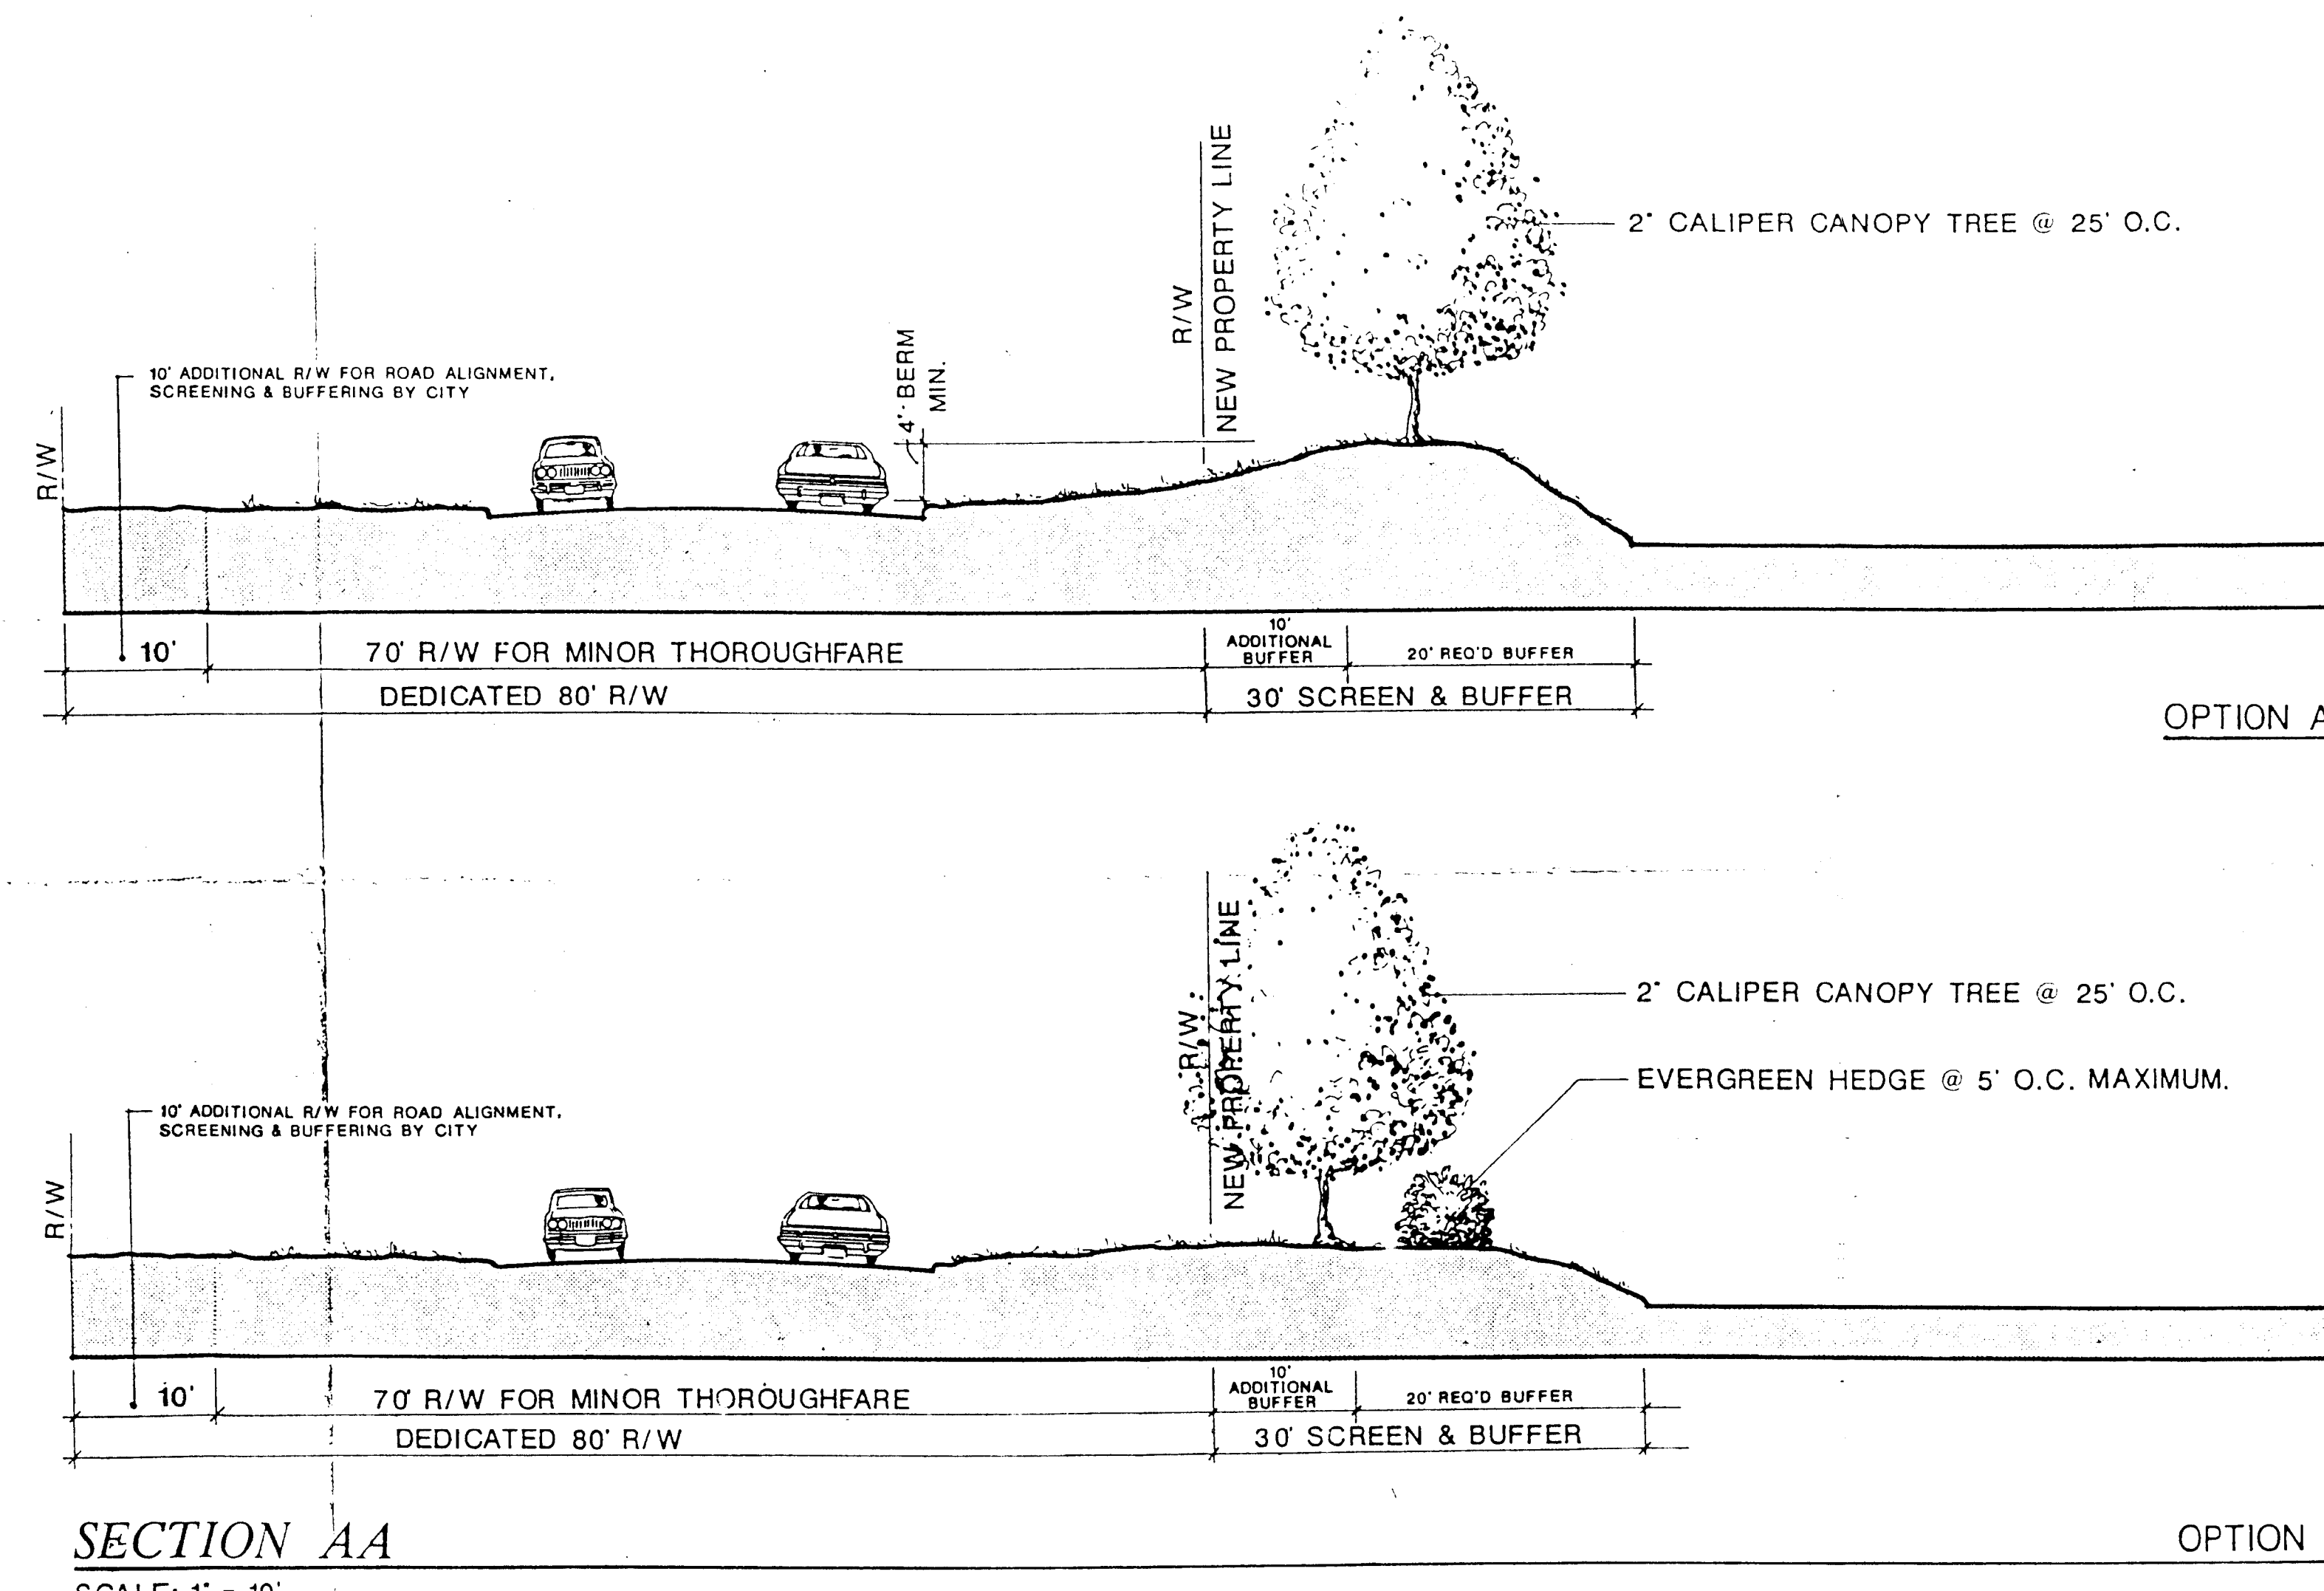 2" CALIPER CANOPY TREE @ 25' O.C.
R/W
NEW PROPERTY LINE
4'-BERM
MIN.
10' ADDITIONAL R/W FOR ROAD ALIGNMENT,
SCREENING & BUFFERING BY CITY
R/W
10'
70' R/W FOR MINOR THOROUGHFARE
10'
ADDITIONAL
BUFFER
20' REQ'D BUFFER
DEDICATED 80' R/W
30' SCREEN & BUFFER
OPTION A
R/W
NEW PROPERTY LINE
2" CALIPER CANOPY TREE @ 25' O.C.
EVERGREEN HEDGE @ 5' O.C. MAXIMUM.
10' ADDITIONAL R/W FOR ROAD ALIGNMENT,
SCREENING & BUFFERING BY CITY
R/W
10'
70' R/W FOR MINOR THOROUGHFARE
10'
ADDITIONAL
BUFFER
20' REQ'D BUFFER
DEDICATED 80' R/W
30' SCREEN & BUFFER
SECTION AA
OPTION
SCALE: 1" = 10'